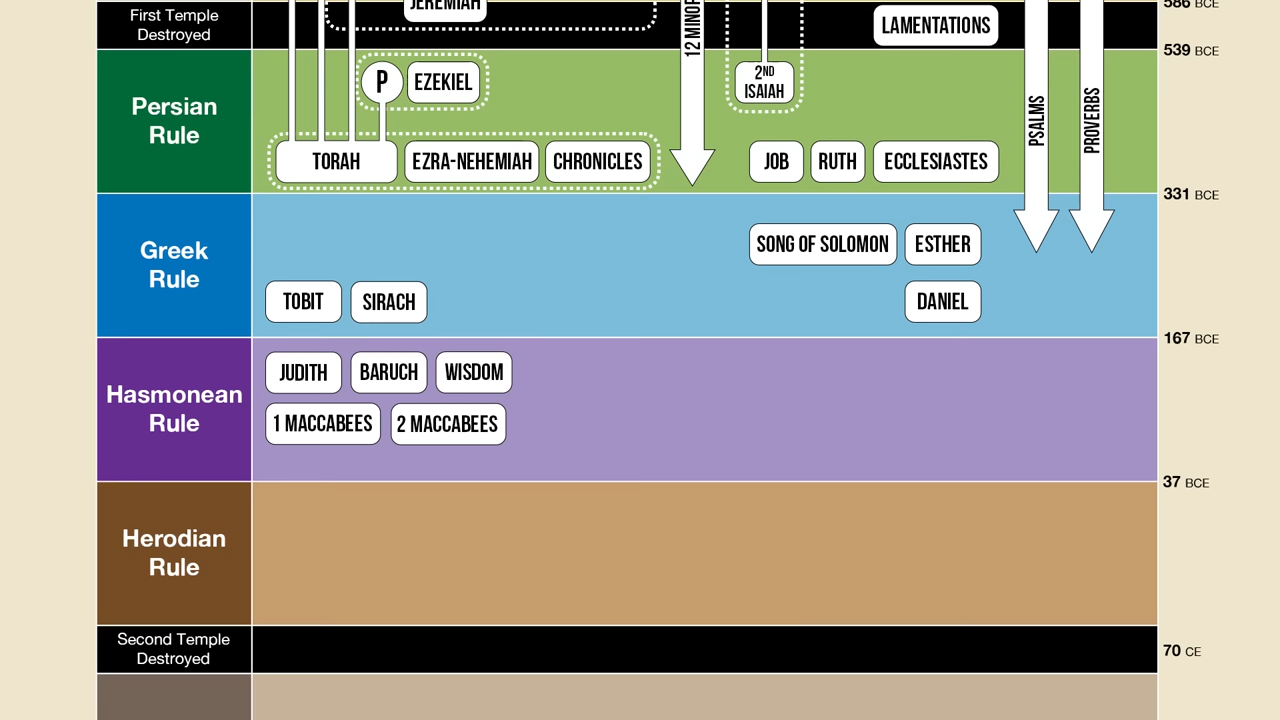 JEREMIAH
586 BCE
First Temple
Destroyed
12 MINOR
LAMENTATIONS
539 BCE
Persian
Rule
P
EZEKIEL
2ND
ISAIAH
PSALMS
PROVERBS
TORAH
EZRA-NEHEMIAH
CHRONICLES
JOB
RUTH
ECCLESIASTES
331 BCE
Greek
Rule
SONG OF SOLOMON
ESTHER
TOBIT
SIRACH
DANIEL
167 BCE
Hasmonean
Rule
JUDITH
BARUCH
WISDOM
1 MACCABEES
2 MACCABEES
37 BCE
Herodian
Rule
Second Temple
Destroyed
70 CE